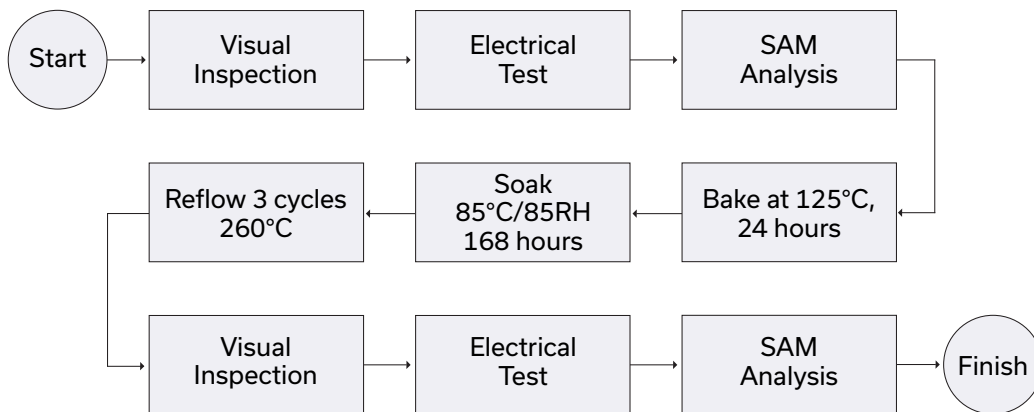 Start
Visual
Inspection
Electrical
Test
SAM
Analysis
Bake at 125°C,
24 hours
Soak
85°C/85RH
168 hours
Reflow 3 cycles
260°C
Visual
Inspection
Electrical
Test
SAM
Analysis
Finish